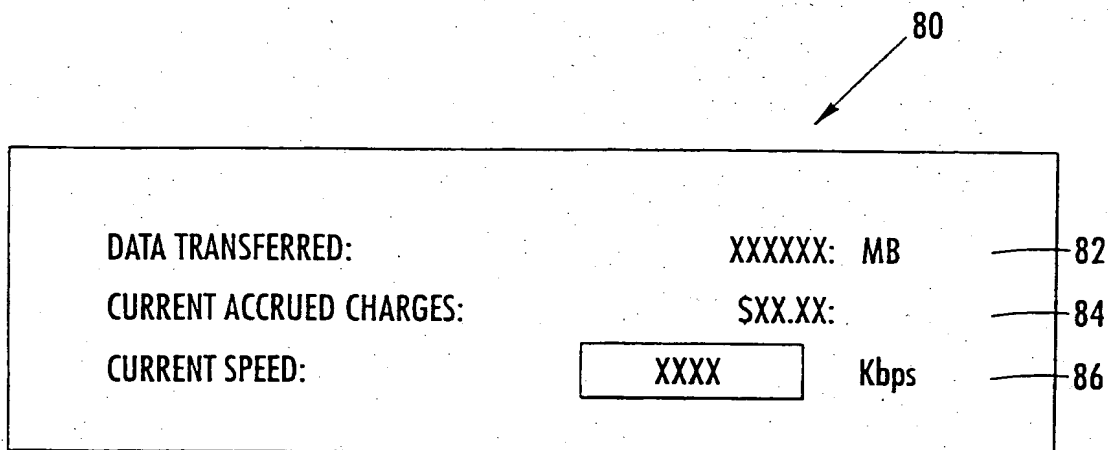 80
DATA TRANSFERRED: XXXXXX: MB 82
CURRENT ACCRUED CHARGES: $XX.XX: 84
CURRENT SPEED: XXXX Kbps 86